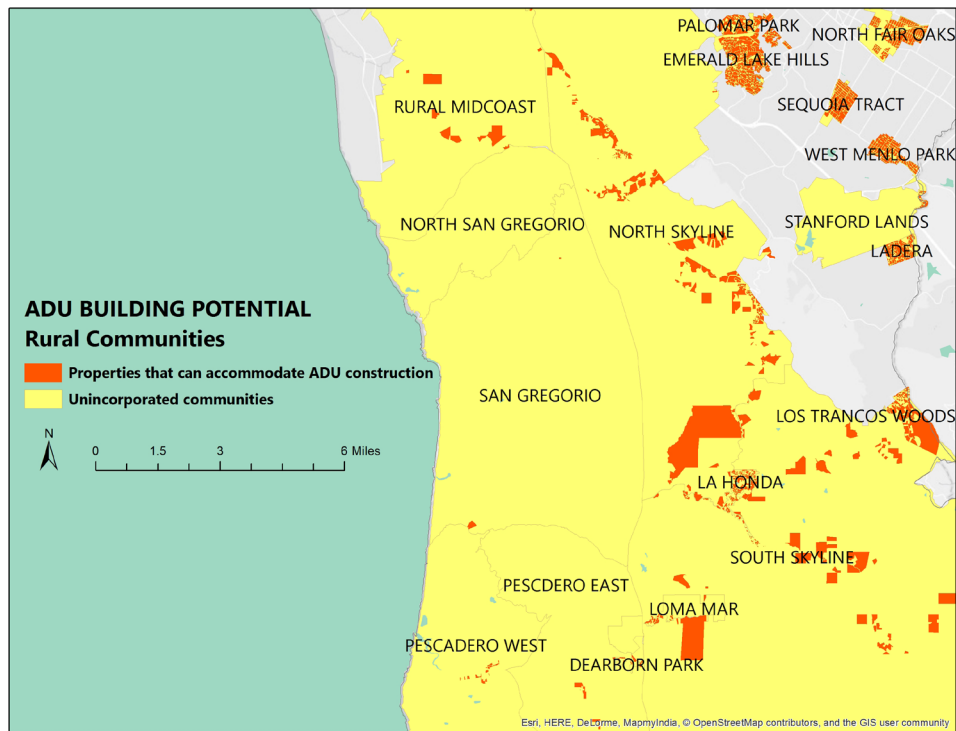 PALOMAR PARK
NORTH FAIR OAKS
EMERALD LAKE HILLS
RURAL MIDCOAST
SEQUOIA TRACT
WEST MENLO PARK
NORTH SAN GREGORIO
NORTH SKYLINE
STANFORD LANDS
LADERA
ADU BUILDING POTENTIAL
Rural Communities
Properties that can accommodate ADU construction
Unincorporated communities
N
0 1.5 3 6 Miles
SAN GREGORIO
LOS TRANCOS WOODS
LA HONDA
SOUTH SKYLINE
PESCDERO EAST
LOMA MAR
PESCADERO WEST
DEARBORN PARK
Esri, HERE, DeLorme, MapmyIndia, © OpenStreetMap contributors, and the GIS user community